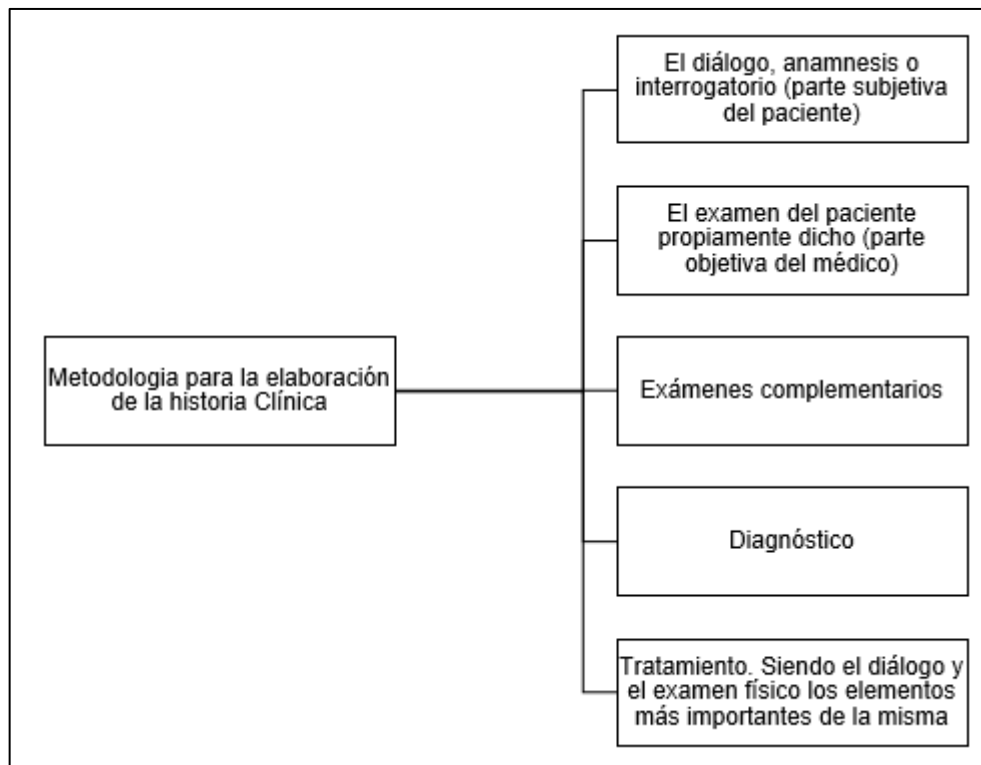 El diálogo, anamnesis o
interrogatorio (parte subjetiva
del paciente)
El examen del paciente
propiamente dicho (parte
objetiva del médico)
Metodologia para la elaboración
de la historia Clínica
Exámenes complementarios
Diagnóstico
Tratamiento. Siendo el diálogo y
el examen físico los elementos
más importantes de la misma